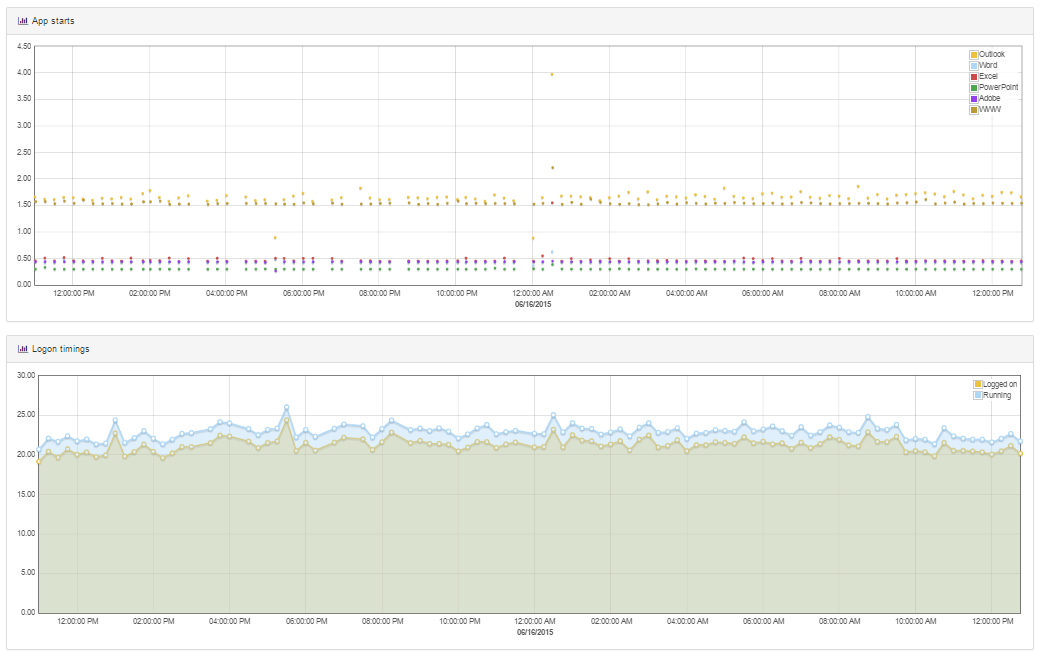 App starts
4.50
4.00
3.50
3.00
2.50
2.00
1.50
1.00
0.50
0.00
Outlook
Word
Excel
PowerPoint
Adobe
WWW
12:00:00 PM 02:00:00 PM 04:00:00 PM 06:00:00 PM 08:00:00 PM 10:00:00 PM 12:00:00 AM 02:00:00 AM 04:00:00 AM 06:00:00 AM 08:00:00 AM 10:00:00 AM 12:00:00 PM
06/16/2015
Logon timings
30.00
25.00
20.00
15.00
10.00
5.00
0.00
Logged on
Running
12:00:00 PM 02:00:00 PM 04:00:00 PM 06:00:00 PM 08:00:00 PM 10:00:00 PM 12:00:00 AM 02:00:00 AM 04:00:00 AM 06:00:00 AM 08:00:00 AM 10:00:00 AM 12:00:00 PM
06/16/2015